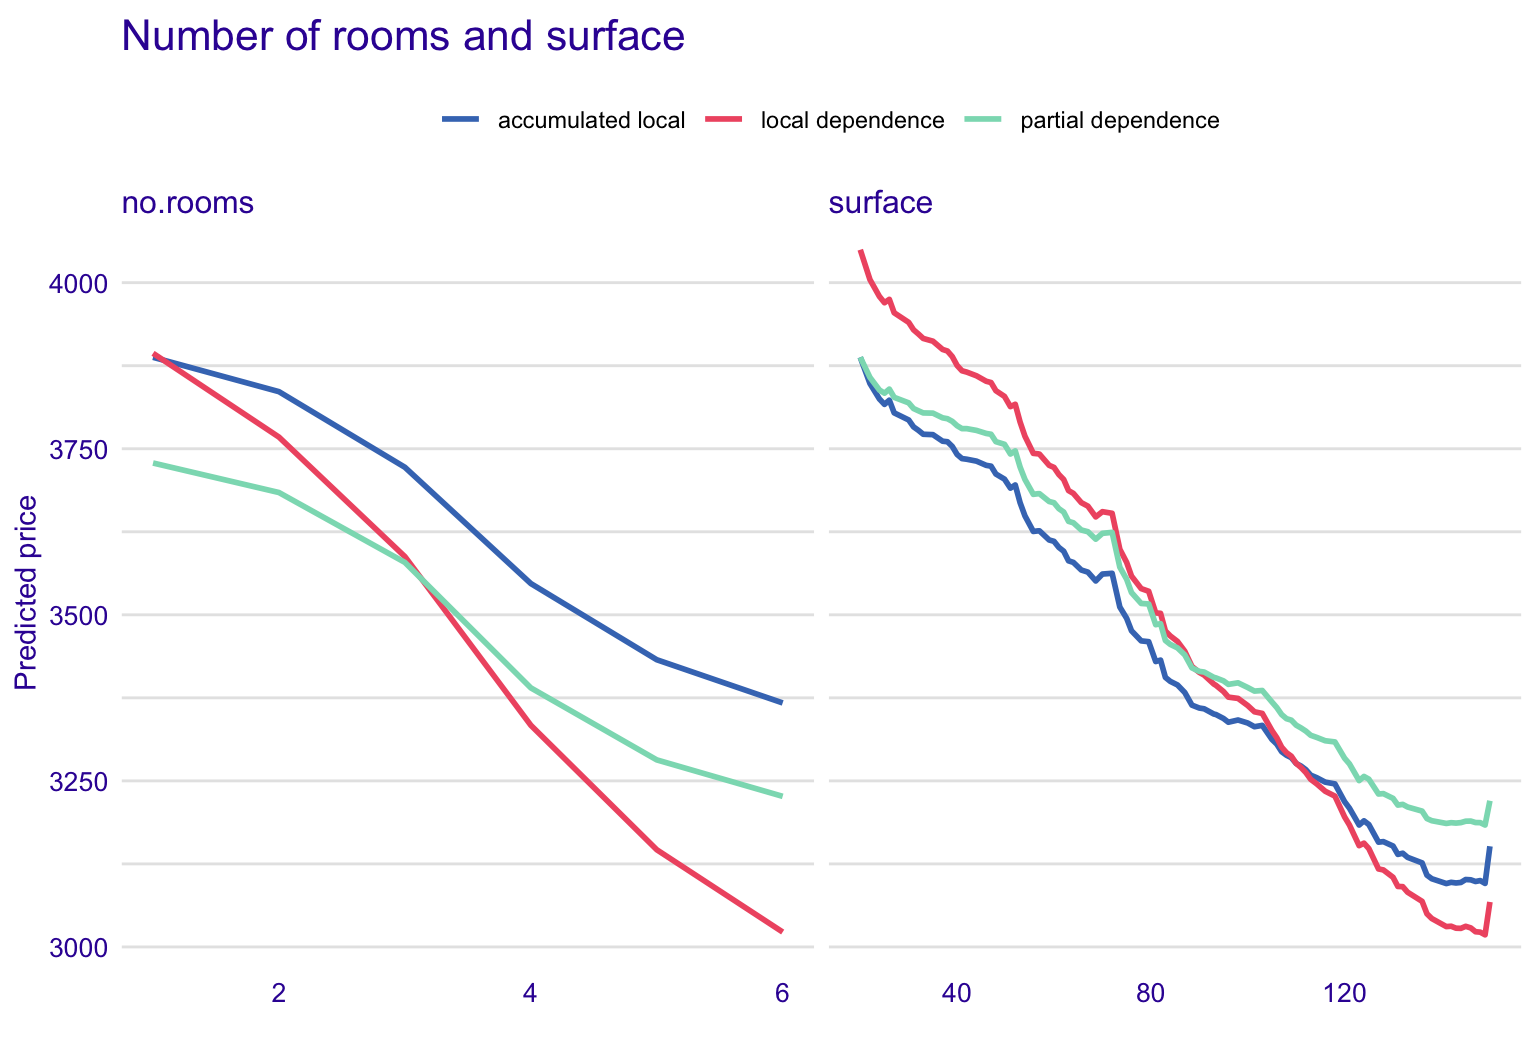 Number of rooms and surface
accumulated local local dependence partial dependence
no.rooms
surface
Predicted price
4000
3750
3500
3250
3000
2 4 6
40 80 120